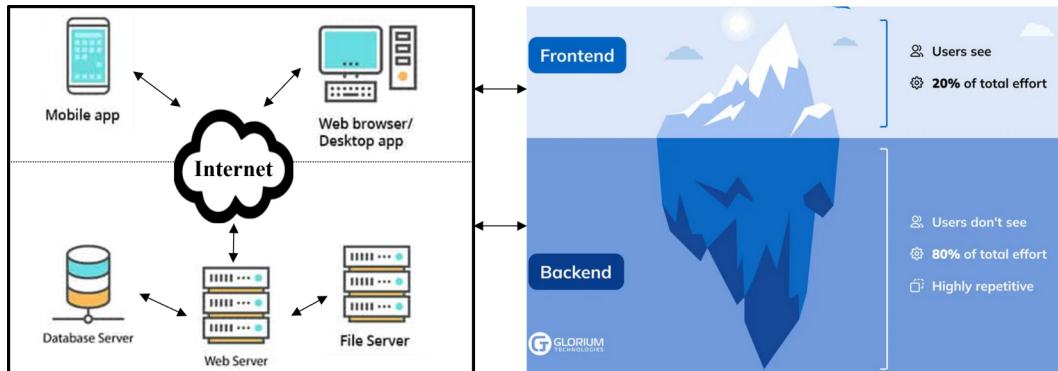 Mobile app
Web browser/
Desktop app
Internet
Database Server
Web Server
File Server
Frontend
Users see
20% of total effort
Backend
Users don't see
80% of total effort
Highly repetitive
GLORIUM
TECHNOLOGIES